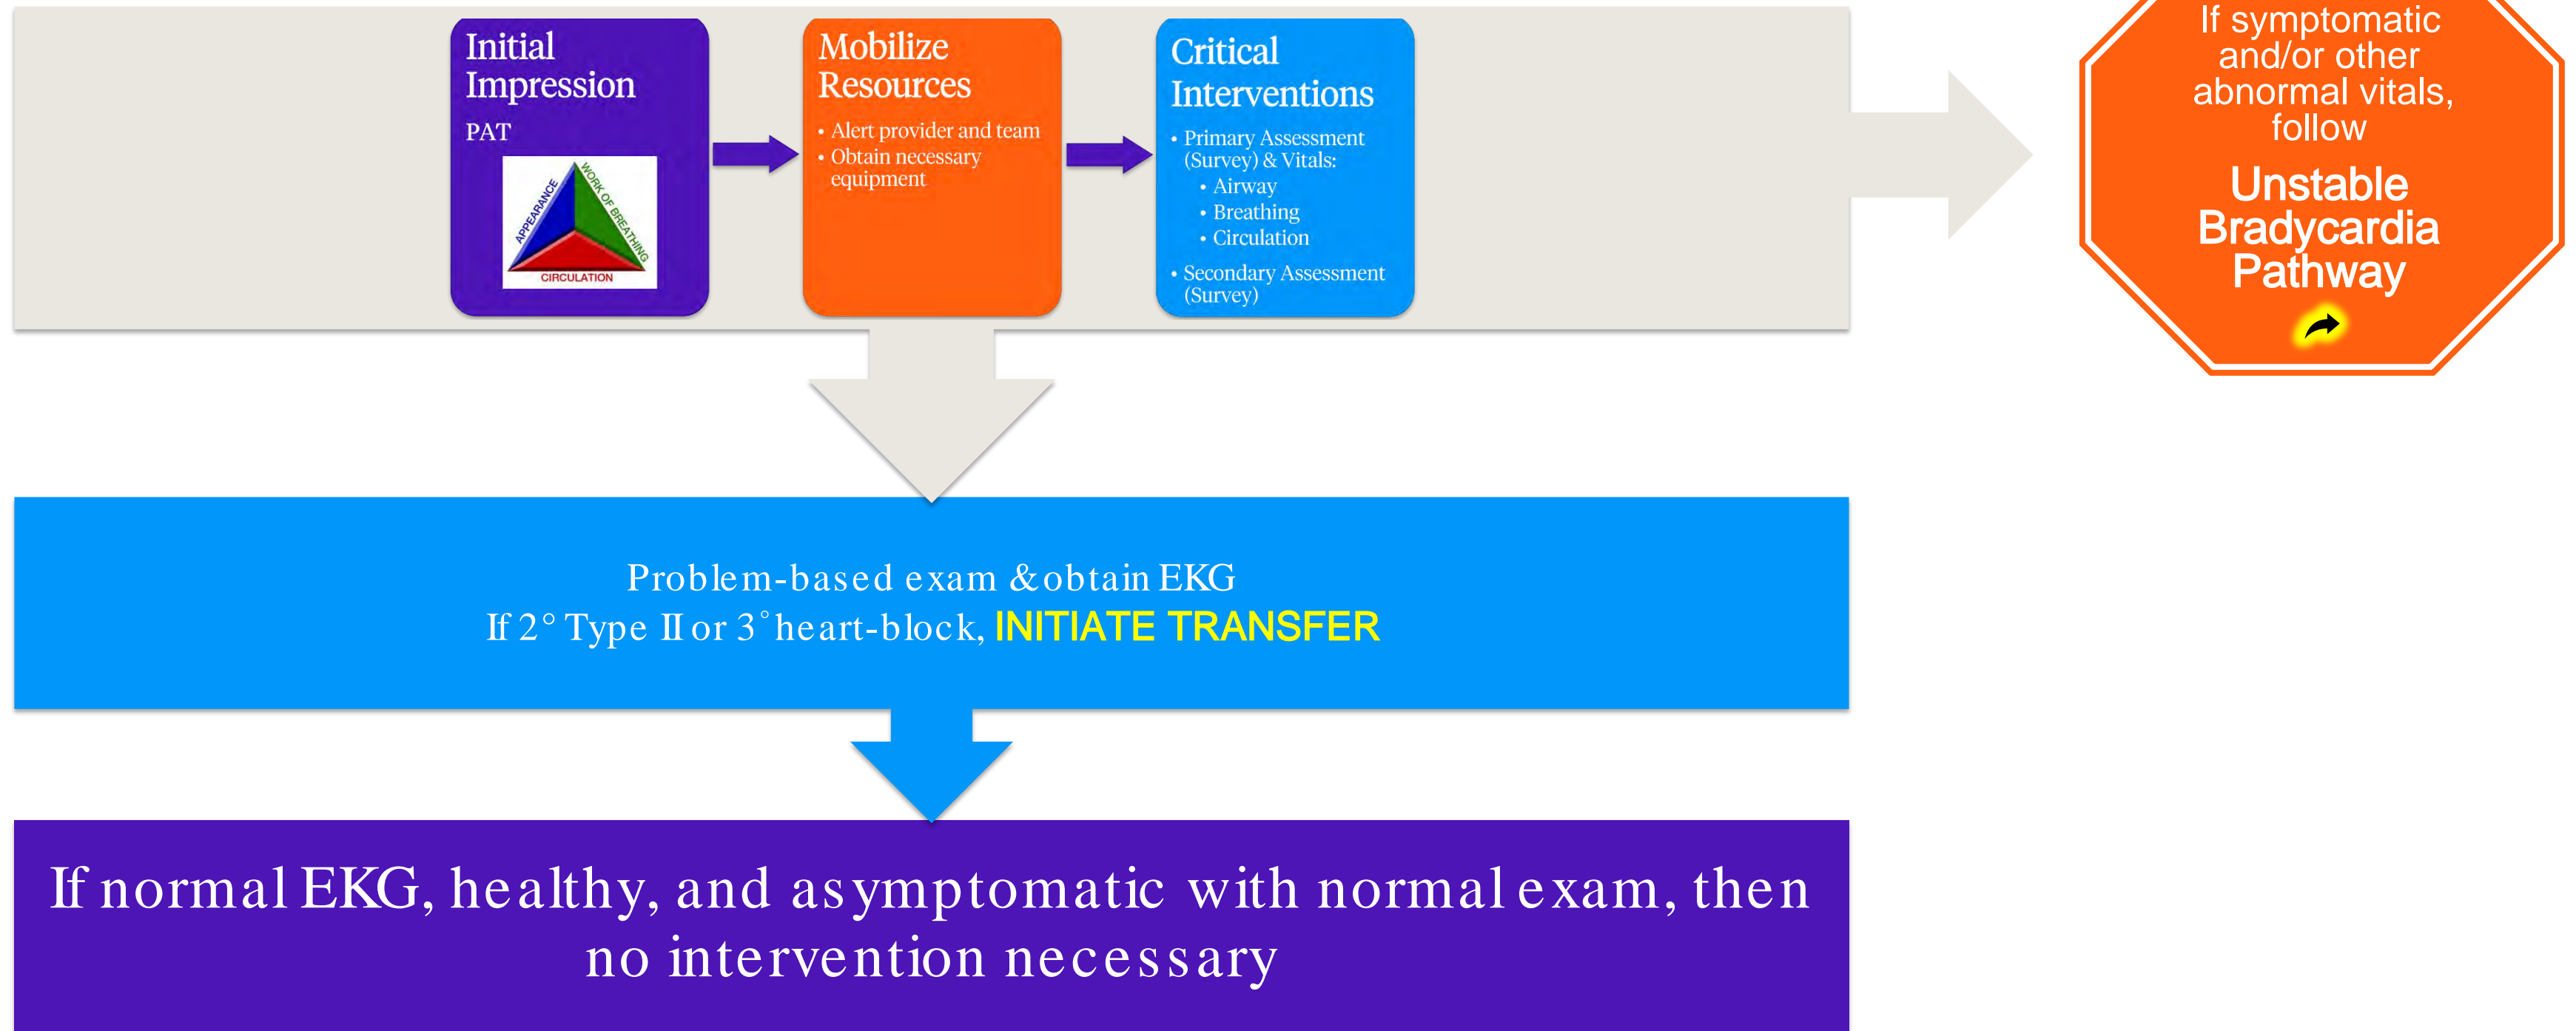 Initial
Impression
PAT
APPEARANCE
WORK OF BREATHING
CIRCULATION
Mobilize
Resources
• Alert provider and team
• Obtain necessary
equipment
Critical
Interventions
• Primary Assessment
(Survey) & Vitals:
• Airway
• Breathing
• Circulation
• Secondary Assessment
(Survey)
If symptomatic
and/or other
abnormal vitals,
follow
Unstable
Bradycardia
Pathway
Problem-based exam & obtain EKG
If 2° Type II or 3° heart-block, INITIATE TRANSFER
If normal EKG, healthy, and asymptomatic with normal exam, then
no intervention necessary